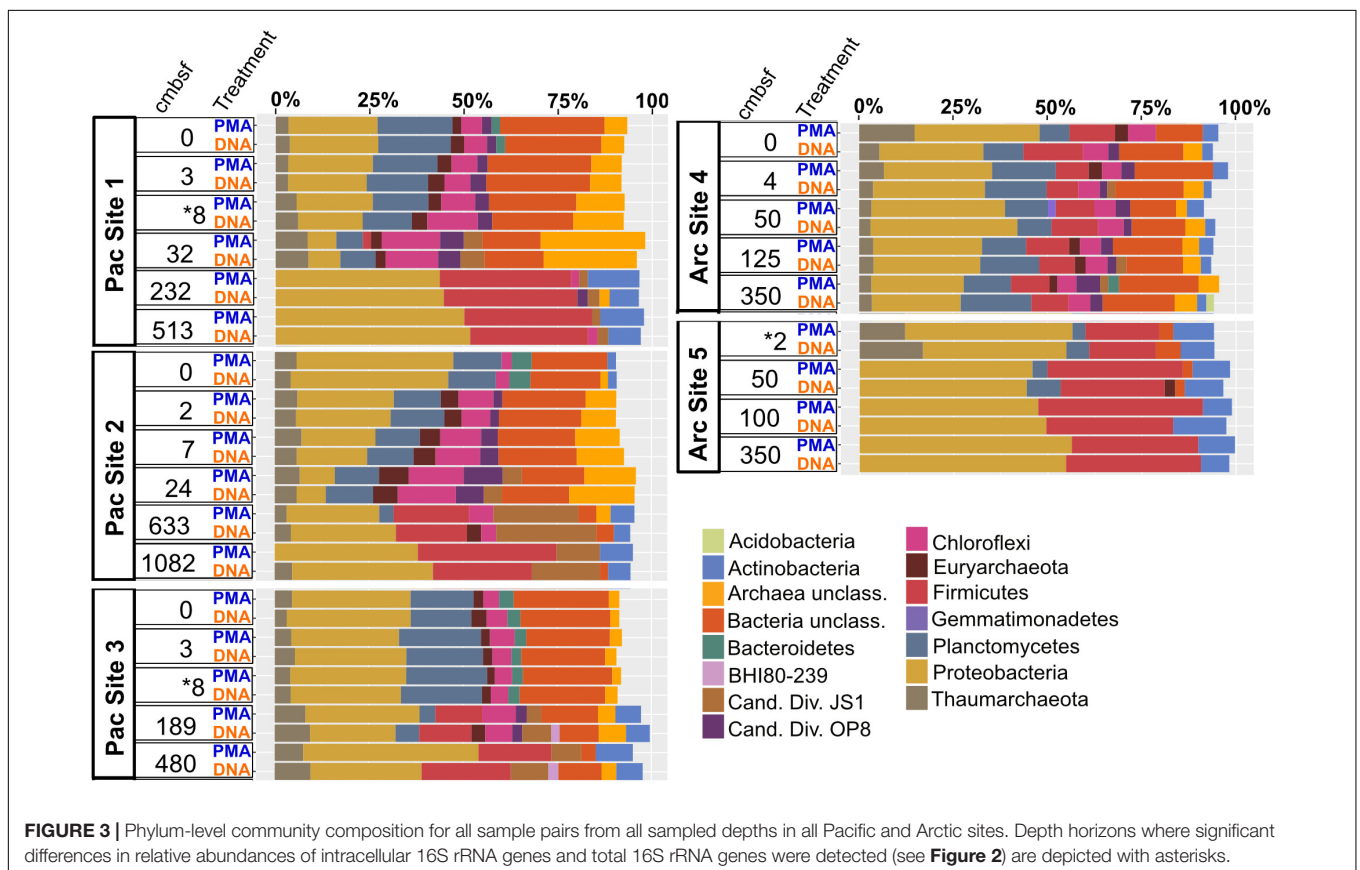 cmbsf Treatment
0% 25% 50% 75% 100
Pac Site 1
0 PMA DNA
3 PMA DNA
*8 PMA DNA
32 PMA DNA
232 PMA DNA
513 PMA DNA
Pac Site 2
0 PMA DNA
2 PMA DNA
7 PMA DNA
24 PMA DNA
633 PMA DNA
1082 PMA DNA
Pac Site 3
0 PMA DNA
3 PMA DNA
*8 PMA DNA
189 PMA DNA
480 PMA DNA
cmbsf Treatment
0% 25% 50% 75% 100%
Arc Site 4
0 PMA DNA
4 PMA DNA
50 PMA DNA
125 PMA DNA
350 PMA DNA
Arc Site 5
*2 PMA DNA
50 PMA DNA
100 PMA DNA
350 PMA DNA
Acidobacteria
Actinobacteria
Archaea unclass.
Bacteria unclass.
Bacteroidetes
BHI80-239
Cand. Div. JS1
Cand. Div. OP8
Chloroflexi
Euryarchaeota
Firmicutes
Gemmatimonadetes
Planctomycetes
Proteobacteria
Thaumarchaeota
FIGURE 3 | Phylum-level community composition for all sample pairs from all sampled depths in all Pacific and Arctic sites. Depth horizons where significant
differences in relative abundances of intracellular 16S rRNA genes and total 16S rRNA genes were detected (see Figure 2) are depicted with asterisks.